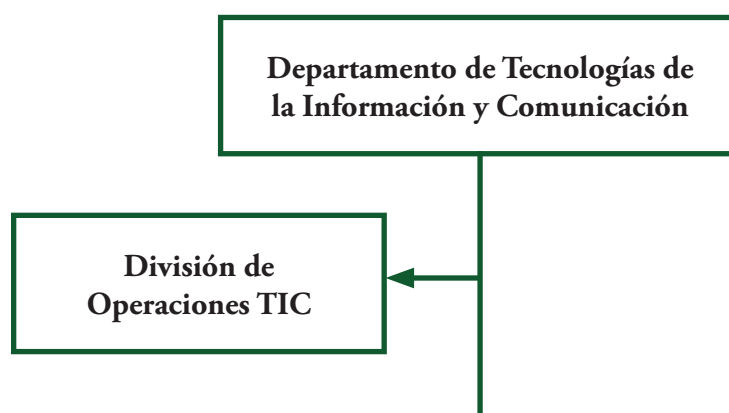 Departamento de Tecnologías de
la Información y Comunicación
División de
Operaciones TIC